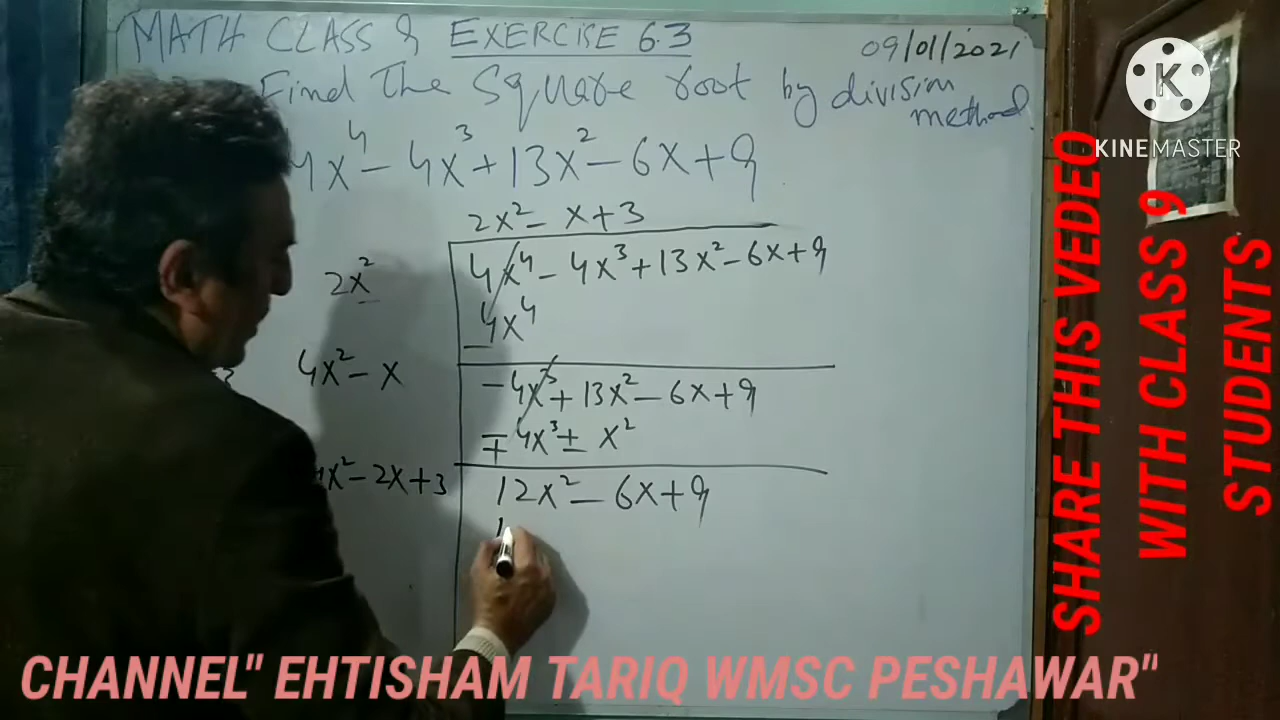 MATH CLASS 9 EXERCISE 6.3
09/01/2021
Find The Square root by division method
4x⁴ - 4x³ + 13x² - 6x + 9
2x² - x + 3
2x²
4x⁴ - 4x³ + 13x² - 6x + 9
- 4x⁴
4x² - x
- 4x³ + 13x² - 6x + 9
∓ 4x³ ± x²
4x² - 2x + 3
12x² - 6x + 9
1
K
KINEMASTER
SHARE THIS VEDEO
WITH CLASS 9
STUDENTS
CHANNEL" EHTISHAM TARIQ WMSC PESHAWAR"